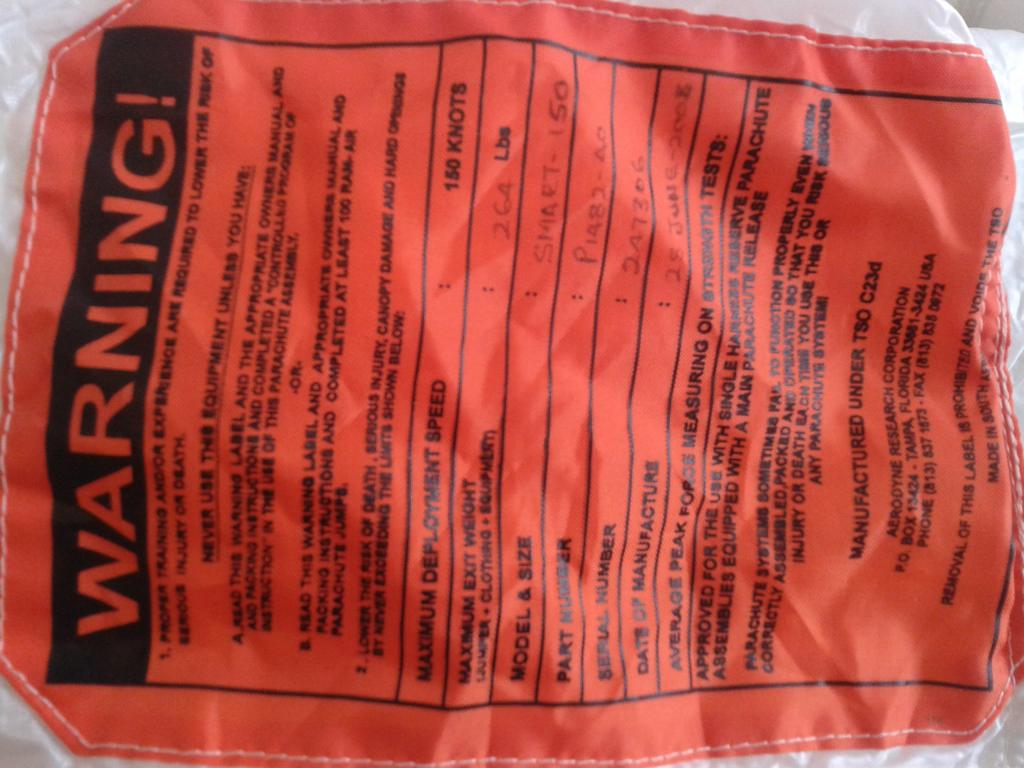 WARNING!
1. PROPER TRAINING AND/OR EXPERIENCE ARE REQUIRED TO LOWER THE RISK OF
SERIOUS INJURY OR DEATH.
NEVER USE THIS EQUIPMENT UNLESS YOU HAVE:
A. READ THIS WARNING LABEL AND THE APPROPRIATE OWNERS MANUAL AND
AND PACKING INSTRUCTIONS AND COMPLETED A "CONTROLLED PROGRAM OF
INSTRUCTION IN THE USE OF THIS PARACHUTE ASSEMBLY.
-OR-
B. READ THIS WARNING LABEL AND APPROPRIATE OWNERS MANUAL AND
PACKING INSTRUCTIONS AND COMPLETED AT LEAST 100 RAM- AIR
PARACHUTE JUMPS.
2. LOWER THE RISK OF DEATH , SERIOUS INJURY, CANOPY DAMAGE AND HARD OPENINGS
BY NEVER EXCEEDING THE LIMITS SHOWN BELOW:
MAXIMUM DEPLOYMENT SPEED : 150 KNOTS
MAXIMUM EXIT WEIGHT : 264 Lbs
JUMPER + CLOTHING + EQUIPMENT)
MODEL & SIZE : SMART-150
PART NUMBER : P1482-A0
SERIAL NUMBER : 247306
DATE OF MANUFACTURE : 25 JUNE-2008
AVERAGE PEAK FORCE MEASURING ON STRENGTH TESTS:
APPROVED FOR THE USE WITH SINGLE HARNESS RESERVE PARACHUTE
ASSEMBLIES EQUIPPED WITH A MAIN PARACHUTE RELEASE
PARACHUTE SYSTEMS SOMETIMES FAIL TO FUNCTION PROPERLY EVEN WHEN
CORRECTLY ASSEMBLED, PACKED AND OPERATED SO THAT YOU RISK SERIOUS
INJURY OR DEATH EACH TIME YOU USE THIS OR
ANY PARACHUTE SYSTEM!
MANUFACTURED UNDER TSO C23d
AERODYNE RESEARCH CORPORATION
P.O. BOX 13424 - TAMPA, FLORIDA 33681-3424 USA
PHONE (813) 837 1673 - FAX (813) 835 0972
REMOVAL OF THIS LABEL IS PROHIBITED AND VOIDS THE TSO
MADE IN SOUTH